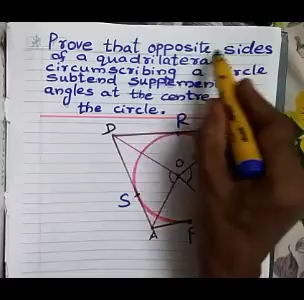 Prove that opposite sides
of a quadrilateral
circumscribing a circle
subtend supplementary
angles at the centre
the circle.
D
R
O
S
A